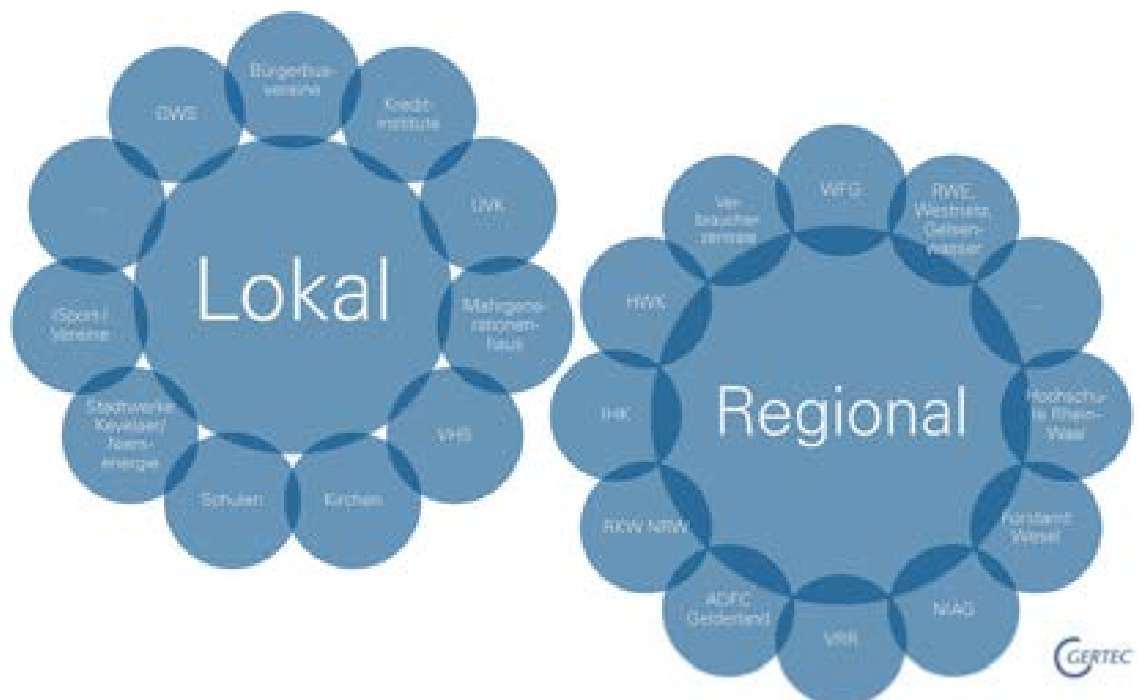 Lokal
Bürgerbus-
vereine
Kredit-
institute
UVK
Mehrgene-
rationen-
haus
VHS
Kirchen
Schulen
Stadtwerke
Kevelaer/
Niers-
energie
(Sport-)
Vereine
...
Regional
WFG
RWE,
Westnetz,
Gelsen-
wasser
...
Hochschu-
le Rhein-
Waal
Forstamt
Wesel
NIAG
VRR
ADFC
Gelderland
RKW NRW
IHK
HWK
Ver-
braucher
zentrale
GERTEC